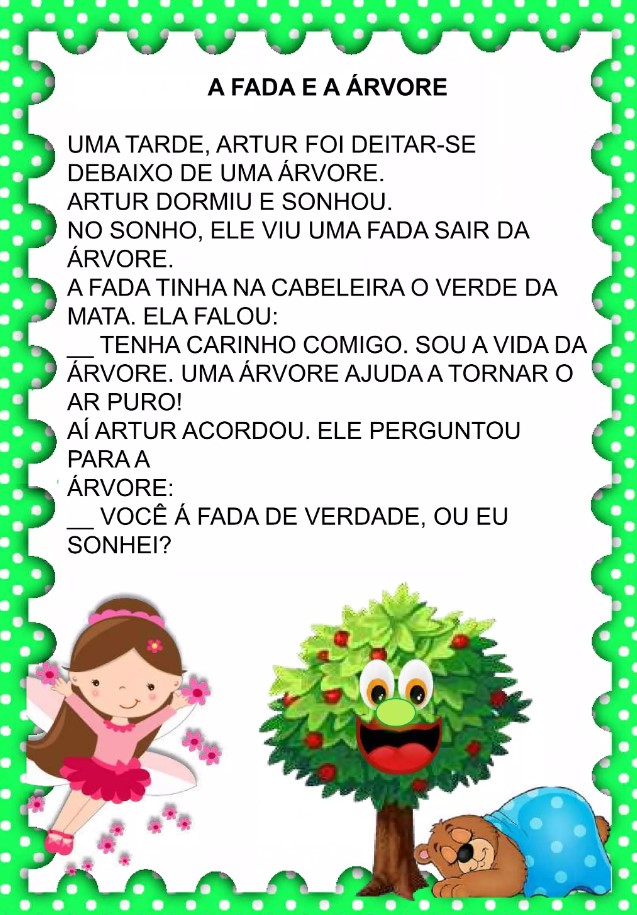 A FADA E A ÁRVORE
UMA TARDE, ARTUR FOI DEITAR-SE
DEBAIXO DE UMA ÁRVORE.
ARTUR DORMIU E SONHOU.
NO SONHO, ELE VIU UMA FADA SAIR DA
ÁRVORE.
A FADA TINHA NA CABELEIRA O VERDE DA
MATA. ELA FALOU:
__ TENHA CARINHO COMIGO. SOU A VIDA DA
ÁRVORE. UMA ÁRVORE AJUDA A TORNAR O
AR PURO!
AÍ ARTUR ACORDOU. ELE PERGUNTOU
PARA A
ÁRVORE:
__ VOCÊ Á FADA DE VERDADE, OU EU
SONHEI?